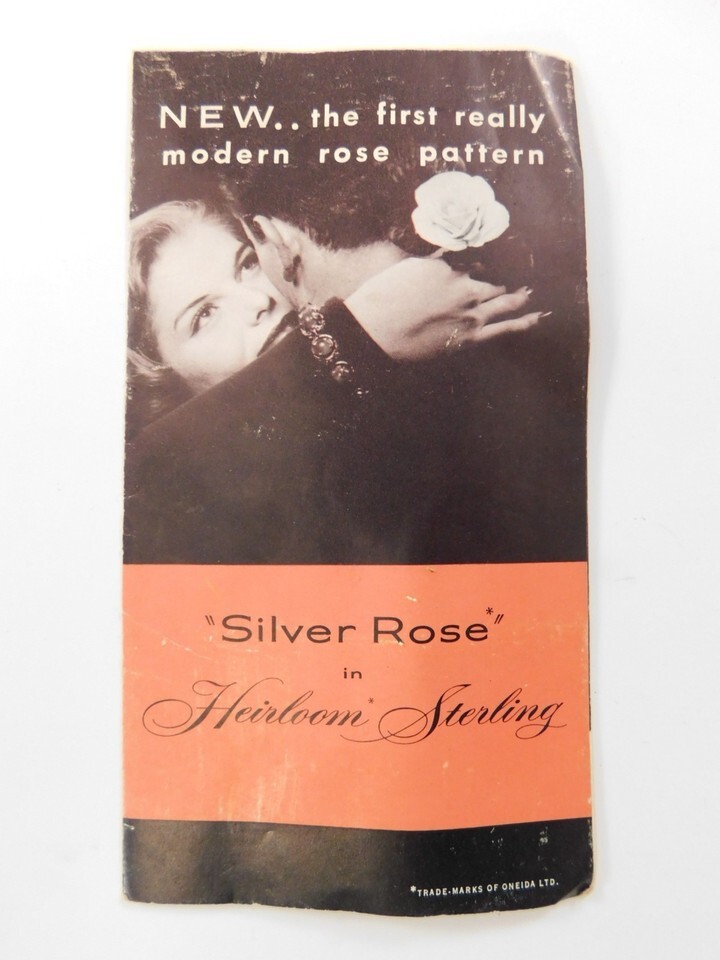 NEW.. the first really
modern rose pattern
"Silver Rose*"
in
Heirloom* Sterling
*TRADE-MARKS OF ONEIDA LTD.